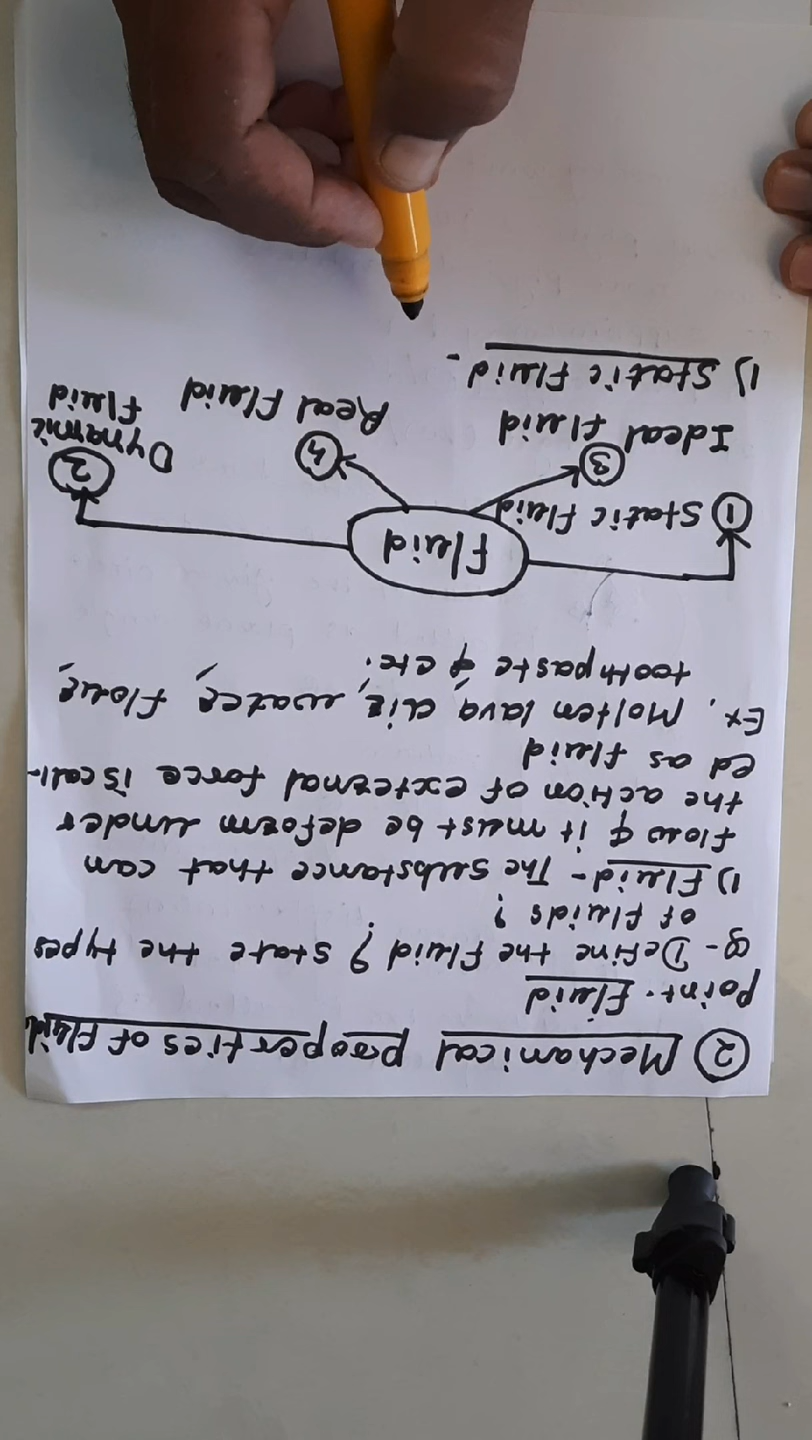 ② Mechanical prooperties of Fluid
Point. Fluid
Q - Define the Fluid? State the types
of Fluids?
1) Fluid - The Substance that can
flow & it must be deform under
the action of external force is call-
ed as fluid
Ex. Molten lava air, water, Flour,
toothpaste & etc.
Fluid
① Static Fluid
③ Ideal Fluid
④ Real Fluid
② Dynamic Fluid
1) Static Fluid -